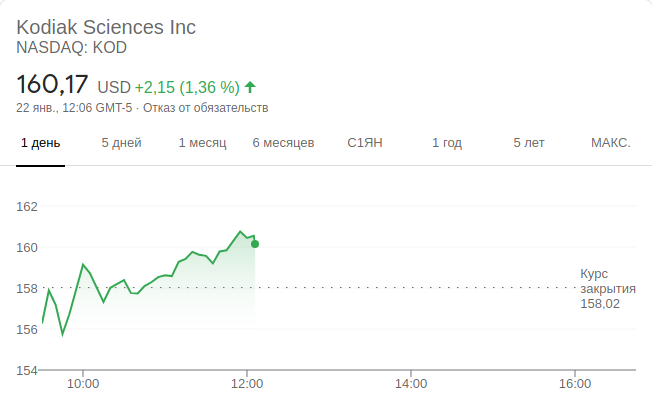 Kodiak Sciences Inc
NASDAQ: KOD
160,17 USD +2,15 (1,36 %)
22 янв., 12:06 GMT-5 · Отказ от обязательств
1 день 5 дней 1 месяц 6 месяцев С1ЯН 1 год 5 лет МАКС.
162
160
158
156
154
Курс
закрытия
158,02
10:00 12:00 14:00 16:00